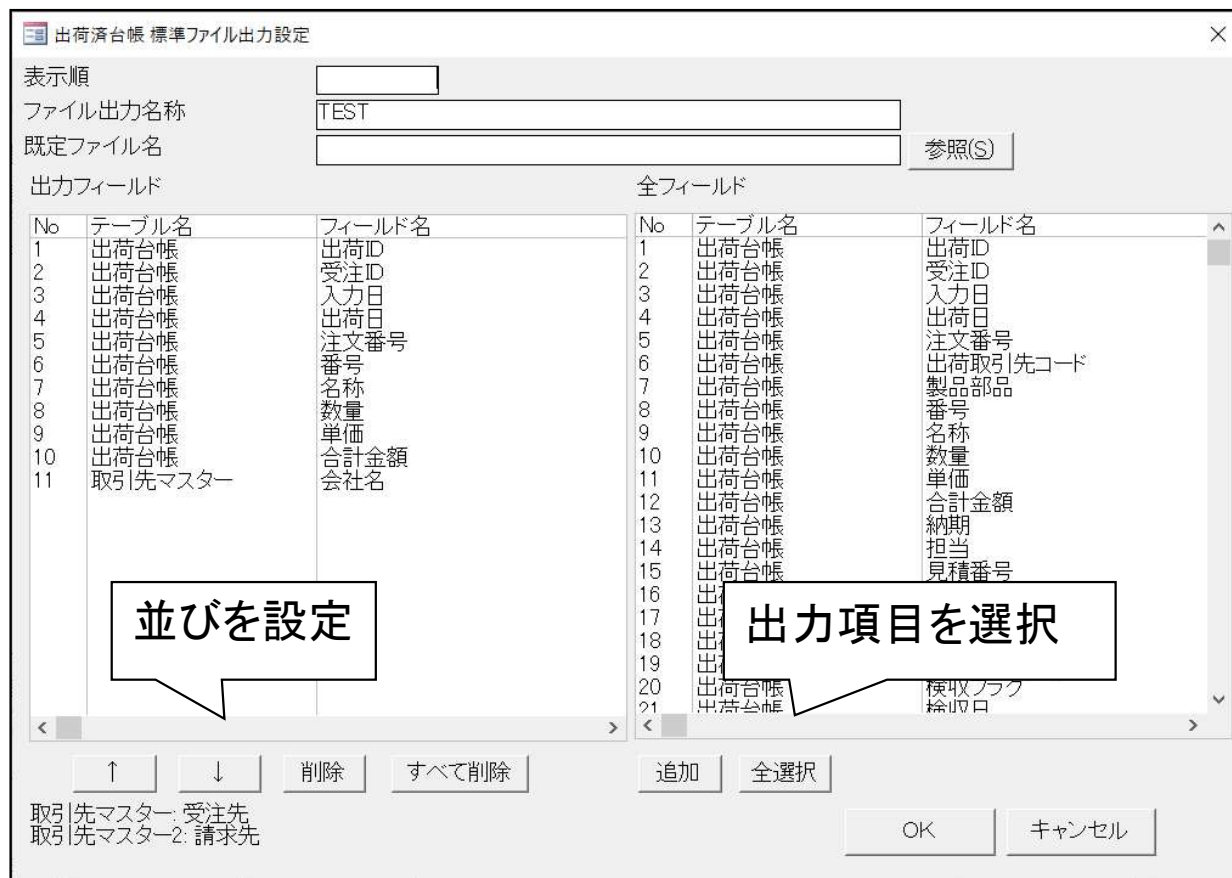 出荷済台帳 標準ファイル出力設定
表示順
ファイル出力名称 TEST
既定ファイル名 参照(S)
出力フィールド
No テーブル名 フィールド名
1 出荷台帳 出荷ID
2 出荷台帳 受注ID
3 出荷台帳 入力日
4 出荷台帳 出荷日
5 出荷台帳 注文番号
6 出荷台帳 番号
7 出荷台帳 名称
8 出荷台帳 数量
9 出荷台帳 単価
10 出荷台帳 合計金額
11 取引先マスター 会社名
並びを設定
↑ ↓ 削除 すべて削除
全フィールド
No テーブル名 フィールド名
1 出荷台帳 出荷ID
2 出荷台帳 受注ID
3 出荷台帳 入力日
4 出荷台帳 出荷日
5 出荷台帳 注文番号
6 出荷台帳 出荷取引先コード
7 出荷台帳 製品部品
8 出荷台帳 番号
9 出荷台帳 名称
10 出荷台帳 数量
11 出荷台帳 単価
12 出荷台帳 合計金額
13 出荷台帳 納期
14 出荷台帳 担当
15 出荷台帳 見積番号
16
17
18
19
20 出荷台帳 検収フラグ
21 出荷台帳 検収日
出力項目を選択
追加 全選択
取引先マスター: 受注先
取引先マスター2: 請求先
OK キャンセル